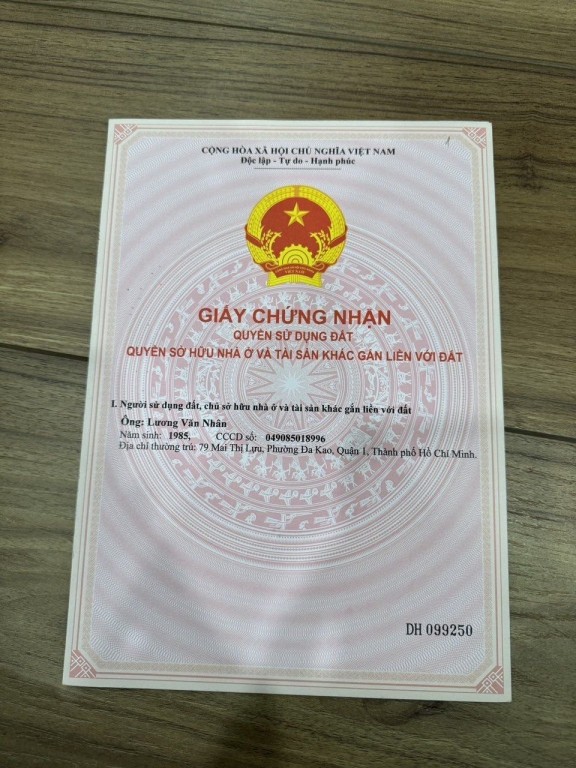 CỘNG HÒA XÃ HỘI CHỦ NGHĨA VIỆT NAM
Độc lập - Tự do - Hạnh phúc
1
VIỆT NAM
GIẤY CHỨNG NHẬN
QUYỀN SỬ DỤNG ĐẤT
QUYỀN SỞ HỮU NHÀ Ở VÀ TÀI SẢN KHÁC GẮN LIỀN VỚI ĐẤT
I. Người sử dụng đất, chủ sở hữu nhà ở và tài sản khác gắn liền với đất
Ông: Lương Văn Nhân
Năm sinh: 1985, CCCD số: 049085018996
Địa chỉ thường trú: 79 Mai Thị Lựu, Phường Đa Kao, Quận 1, Thành phố Hồ Chí Minh.
DH 099250